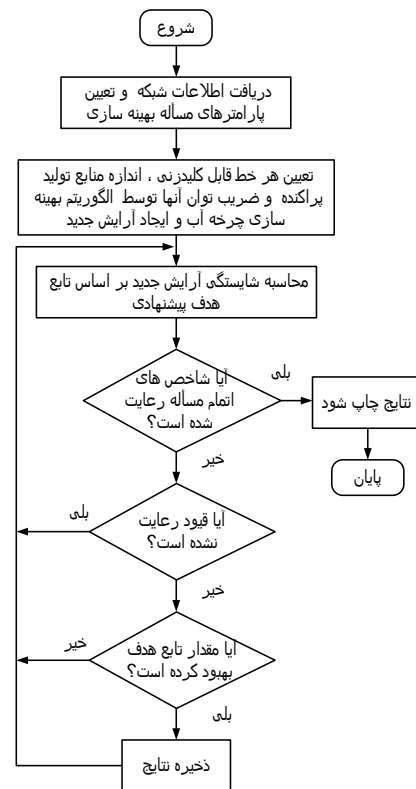 شروع
دریافت اطلاعات شبکه و تعیین
پارامترهای مسأله بهینه سازی
تعیین هر خط قابل کلیدزنی ، اندازه منابع تولید
پراکنده و ضریب توان آنها توسط الگوریتم بهینه
سازی چرخه آب و ایجاد آرایش جدید
محاسبه شایستگی آرایش جدید بر اساس تابع
هدف پیشنهادی
آیا شاخص های
اتمام مسأله رعایت
شده است؟
بلی
نتایج چاپ شود
پایان
خیر
آیا قیود رعایت
نشده است؟
بلی
خیر
آیا مقدار تابع هدف
بهبود کرده است؟
خیر
بلی
ذخیره نتایج